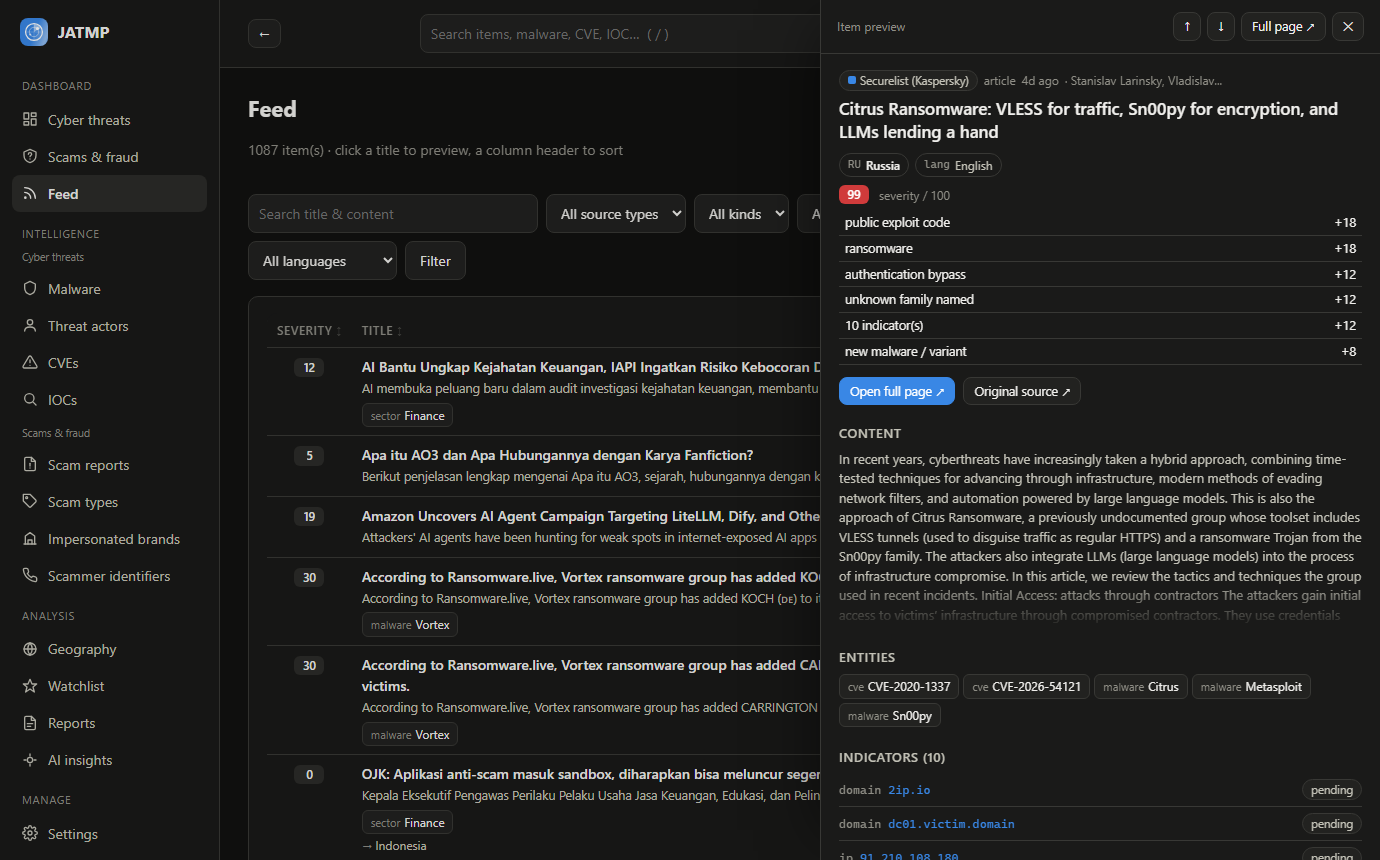 JATMP
DASHBOARD
Cyber threats
Scams & fraud
Feed
INTELLIGENCE
Cyber threats
Malware
Threat actors
CVEs
IOCs
Scams & fraud
Scam reports
Scam types
Impersonated brands
Scammer identifiers
ANALYSIS
Geography
Watchlist
Reports
AI insights
MANAGE
Settings
←
Search items, malware, CVE, IOC... ( / )
Feed
1087 item(s) · click a title to preview, a column header to sort
Search title & content
All source types
All kinds
All languages
Filter
SEVERITY ↕ TITLE ↕
12
AI Bantu Ungkap Kejahatan Keuangan, IAPI Ingatkan Risiko Kebocoran
AI membuka peluang baru dalam audit investigasi kejahatan keuangan, membantu
sector Finance
5
Apa itu AO3 dan Apa Hubungannya dengan Karya Fanfiction?
Berikut penjelasan lengkap mengenai Apa itu AO3, sejarah, hubungannya dengan k
19
Amazon Uncovers AI Agent Campaign Targeting LiteLLM, Dify, and Othe
Attackers' AI agents have been hunting for weak spots in internet-exposed AI apps
30
According to Ransomware.live, Vortex ransomware group has added KO
According to Ransomware.live, Vortex ransomware group has added KOCH (DE) to it
malware Vortex
30
According to Ransomware.live, Vortex ransomware group has added CA
victims.
According to Ransomware.live, Vortex ransomware group has added CARRINGTON
malware Vortex
0
OJK: Aplikasi anti-scam masuk sandbox, diharapkan bisa meluncur seger
Kepala Eksekutif Pengawas Perilaku Pelaku Usaha Jasa Keuangan, Edukasi, dan Pelin
sector Finance
→ Indonesia
Item preview
↑
↓
Full page ↗
✕
Securelist (Kaspersky) article 4d ago · Stanislav Larinsky, Vladislav...
Citrus Ransomware: VLESS for traffic, Sn00py for encryption, and
LLMs lending a hand
RU Russia
lang English
99 severity / 100
public exploit code +18
ransomware +18
authentication bypass +12
unknown family named +12
10 indicator(s) +12
new malware / variant +8
Open full page ↗
Original source ↗
CONTENT
In recent years, cyberthreats have increasingly taken a hybrid approach, combining time-
tested techniques for advancing through infrastructure, modern methods of evading
network filters, and automation powered by large language models. This is also the
approach of Citrus Ransomware, a previously undocumented group whose toolset includes
VLESS tunnels (used to disguise traffic as regular HTTPS) and a ransomware Trojan from the
Sn00py family. The attackers also integrate LLMs (large language models) into the process
of infrastructure compromise. In this article, we review the tactics and techniques the group
used in recent incidents. Initial Access: attacks through contractors The attackers gain initial
access to victims' infrastructure through compromised contractors. They use credentials
ENTITIES
cve CVE-2020-1337
cve CVE-2026-54121
malware Citrus
malware Metasploit
malware Sn00py
INDICATORS (10)
domain 2ip.io pending
domain dc01.victim.domain pending
ip 91.210.108.180 pending